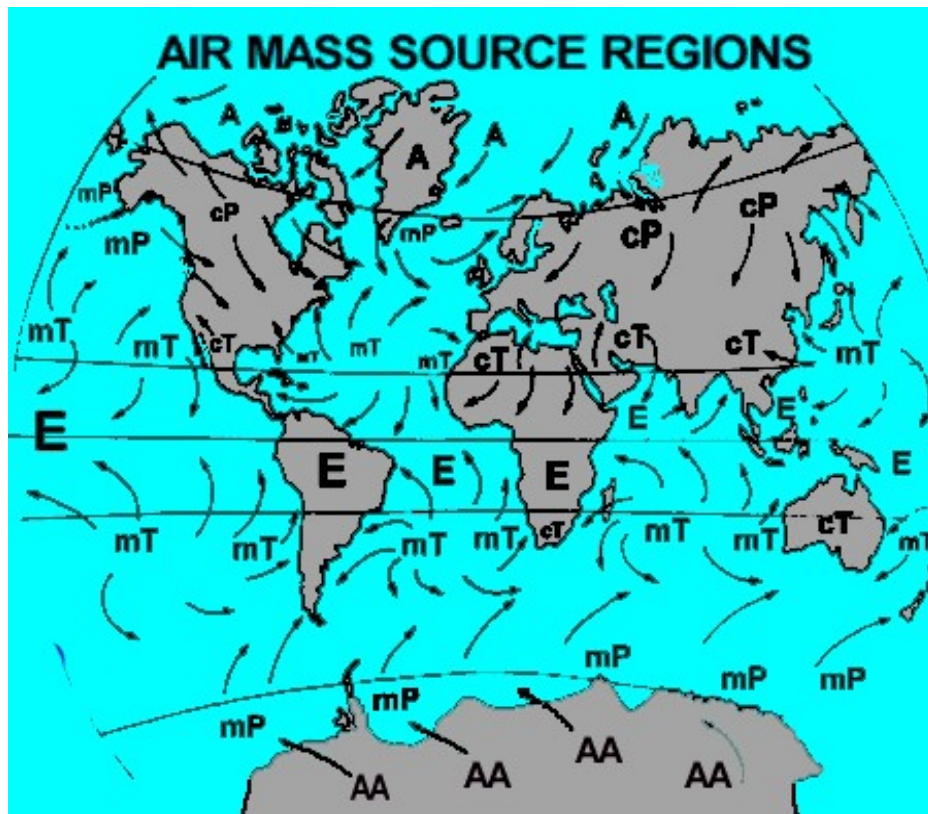 AIR MASS SOURCE REGIONS
A A A
A
mP cP mP cP cP
mP
mT mT cT mT mT mT cT cT cT mT
E E E
E E E E E
mT mT mT mT cT mT mT cT mT
mP mP mP mP mP
AA AA AA AA